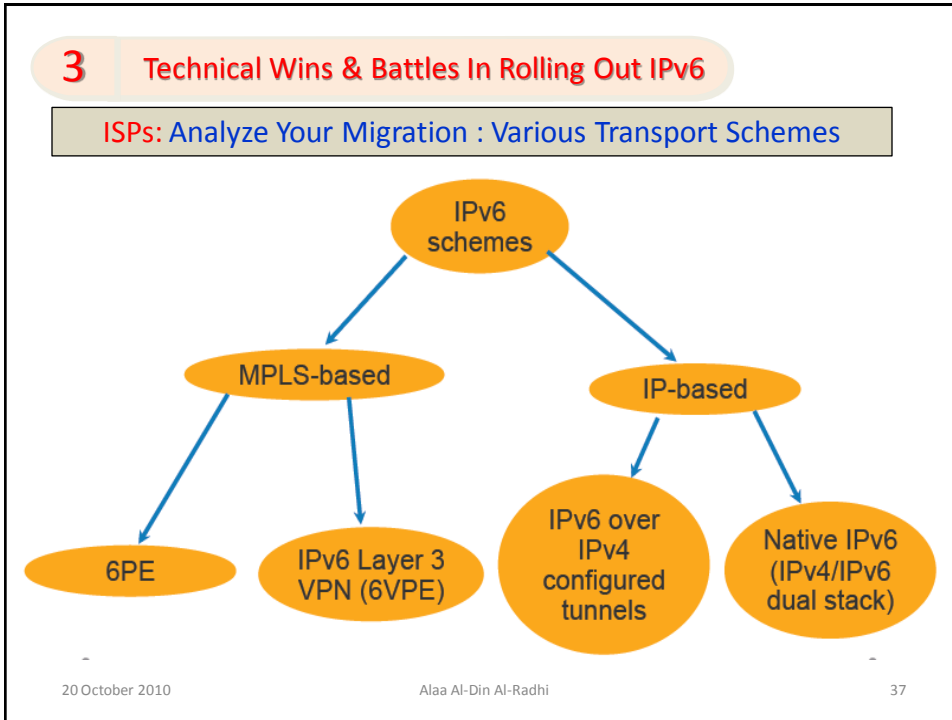 3 Technical Wins & Battles In Rolling Out IPv6
ISPs: Analyze Your Migration : Various Transport Schemes
IPv6
schemes
MPLS-based
IP-based
6PE
IPv6 Layer 3
VPN (6VPE)
IPv6 over
IPv4
configured
tunnels
Native IPv6
(IPv4/IPv6
dual stack)
20 October 2010 Alaa Al-Din Al-Radhi 37